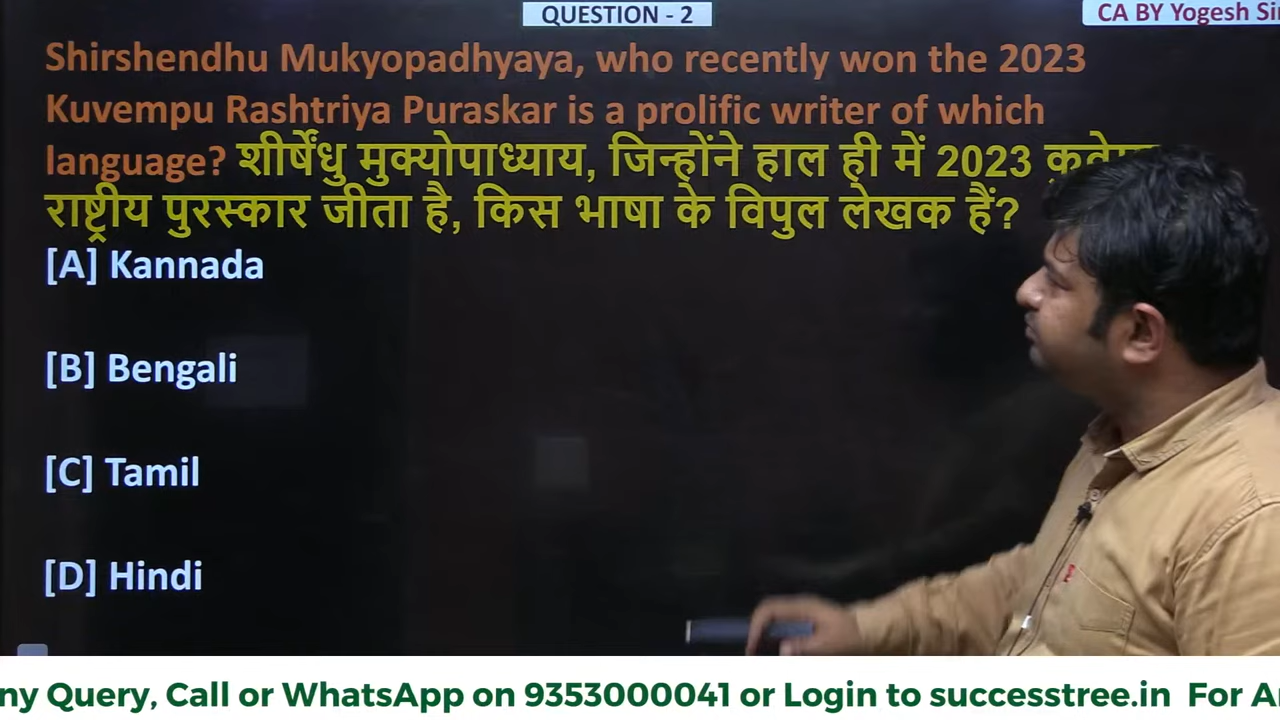 QUESTION - 2
CA BY Yogesh
Shirshendhu Mukyopadhyaya, who recently won the 2023
Kuvempu Rashtriya Puraskar is a prolific writer of which
language? शीर्षेंधु मुक्योपाध्याय, जिन्होंने हाल ही में 2023
राष्ट्रीय पुरस्कार जीता है, किस भाषा के विपुल लेखक हैं?
[A] Kannada
[B] Bengali
[C] Tamil
[D] Hindi
Query, Call or WhatsApp on 9353000041 or Login to successtree.in For